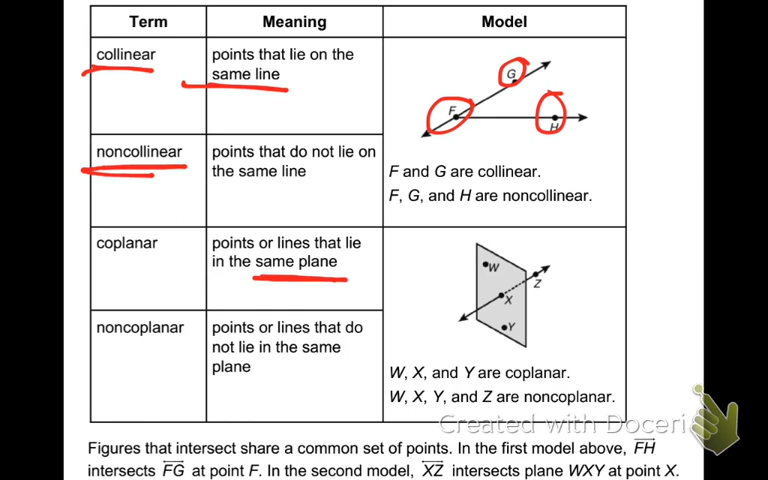 Term Meaning Model
collinear
points that lie on the
same line
G
F
H
noncollinear
points that do not lie on
the same line
F and G are collinear.
F, G, and H are noncollinear.
coplanar
points or lines that lie
in the same plane
W
Z
X
Y
noncoplanar
points or lines that do
not lie in the same
plane
W, X, and Y are coplanar.
W, X, Y, and Z are noncoplanar.
Created with Doceri
Figures that intersect share a common set of points. In the first model above, FH
intersects FG at point F. In the second model, XZ intersects plane WXY at point X.